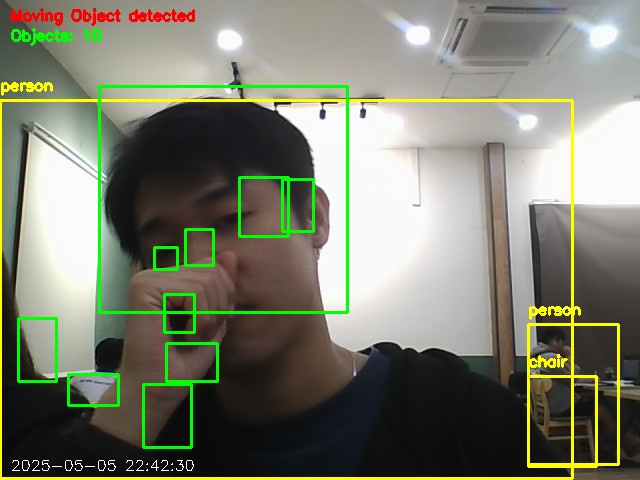 Moving Object detected
Objects: 10
person
person
chair
2025-05-05 22:42:30